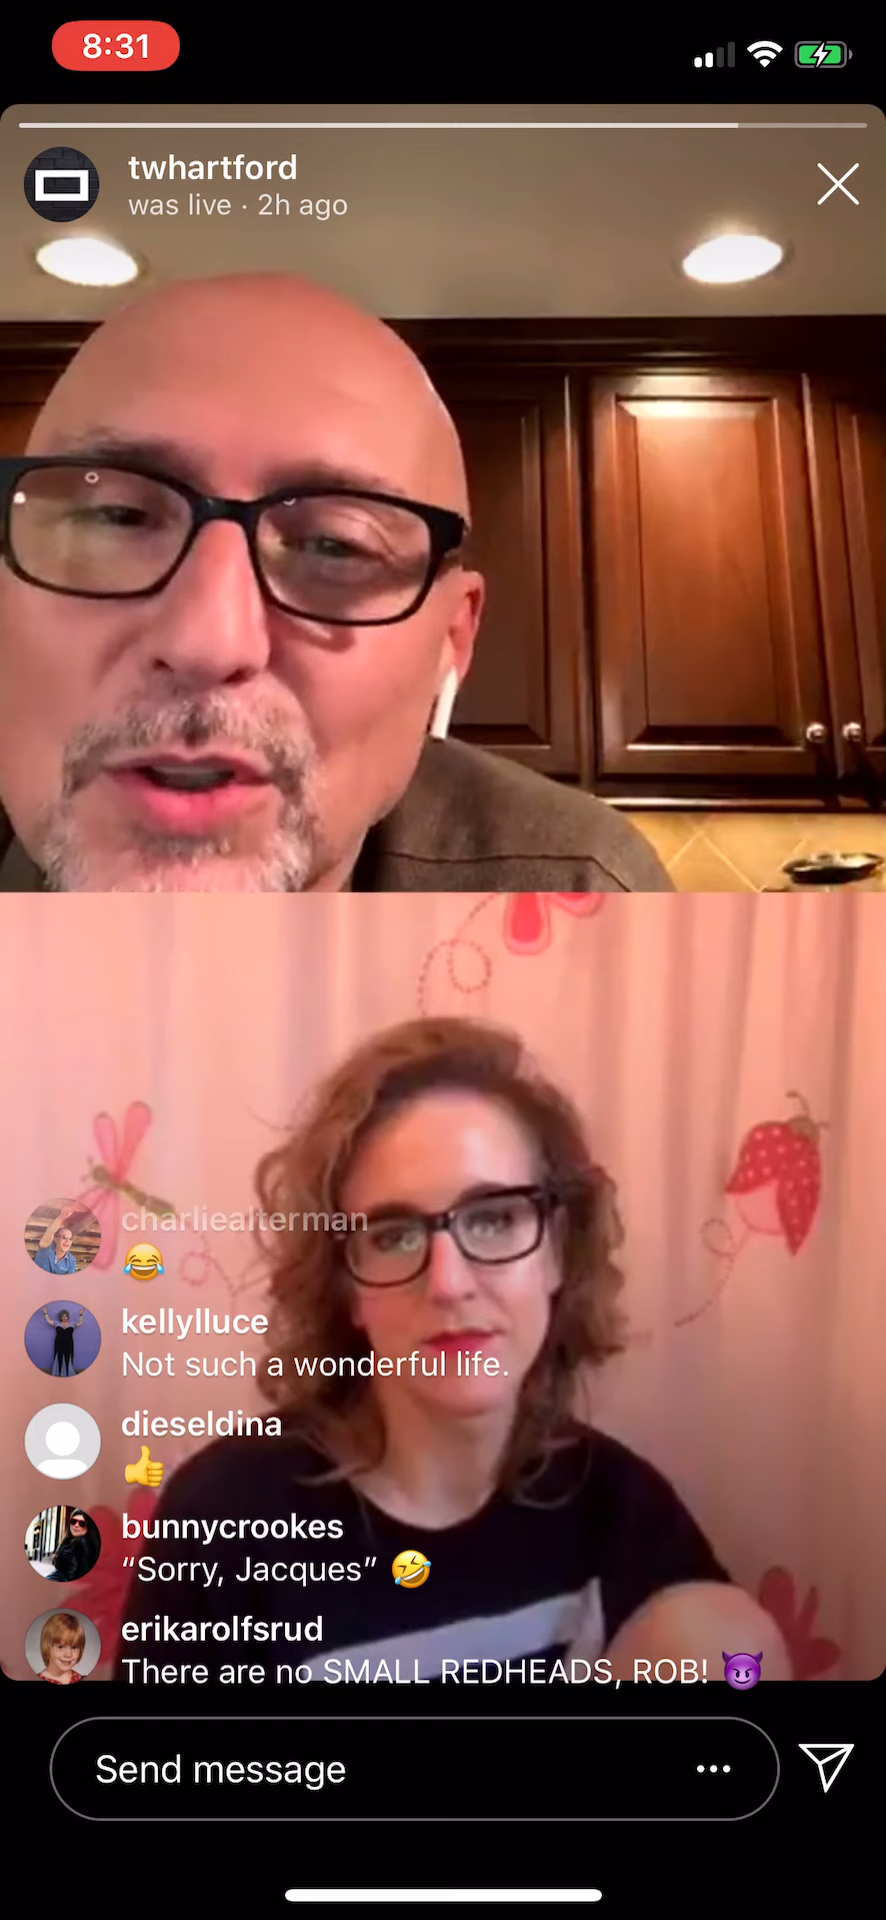 8:31
twhartford
was live · 2h ago
charliealterman
😂
kellylluce
Not such a wonderful life.
dieseldina
👍
bunnycrookes
“Sorry, Jacques” 🤣
erikarolfsrud
There are no SMALL REDHEADS, ROB! 😈
Send message